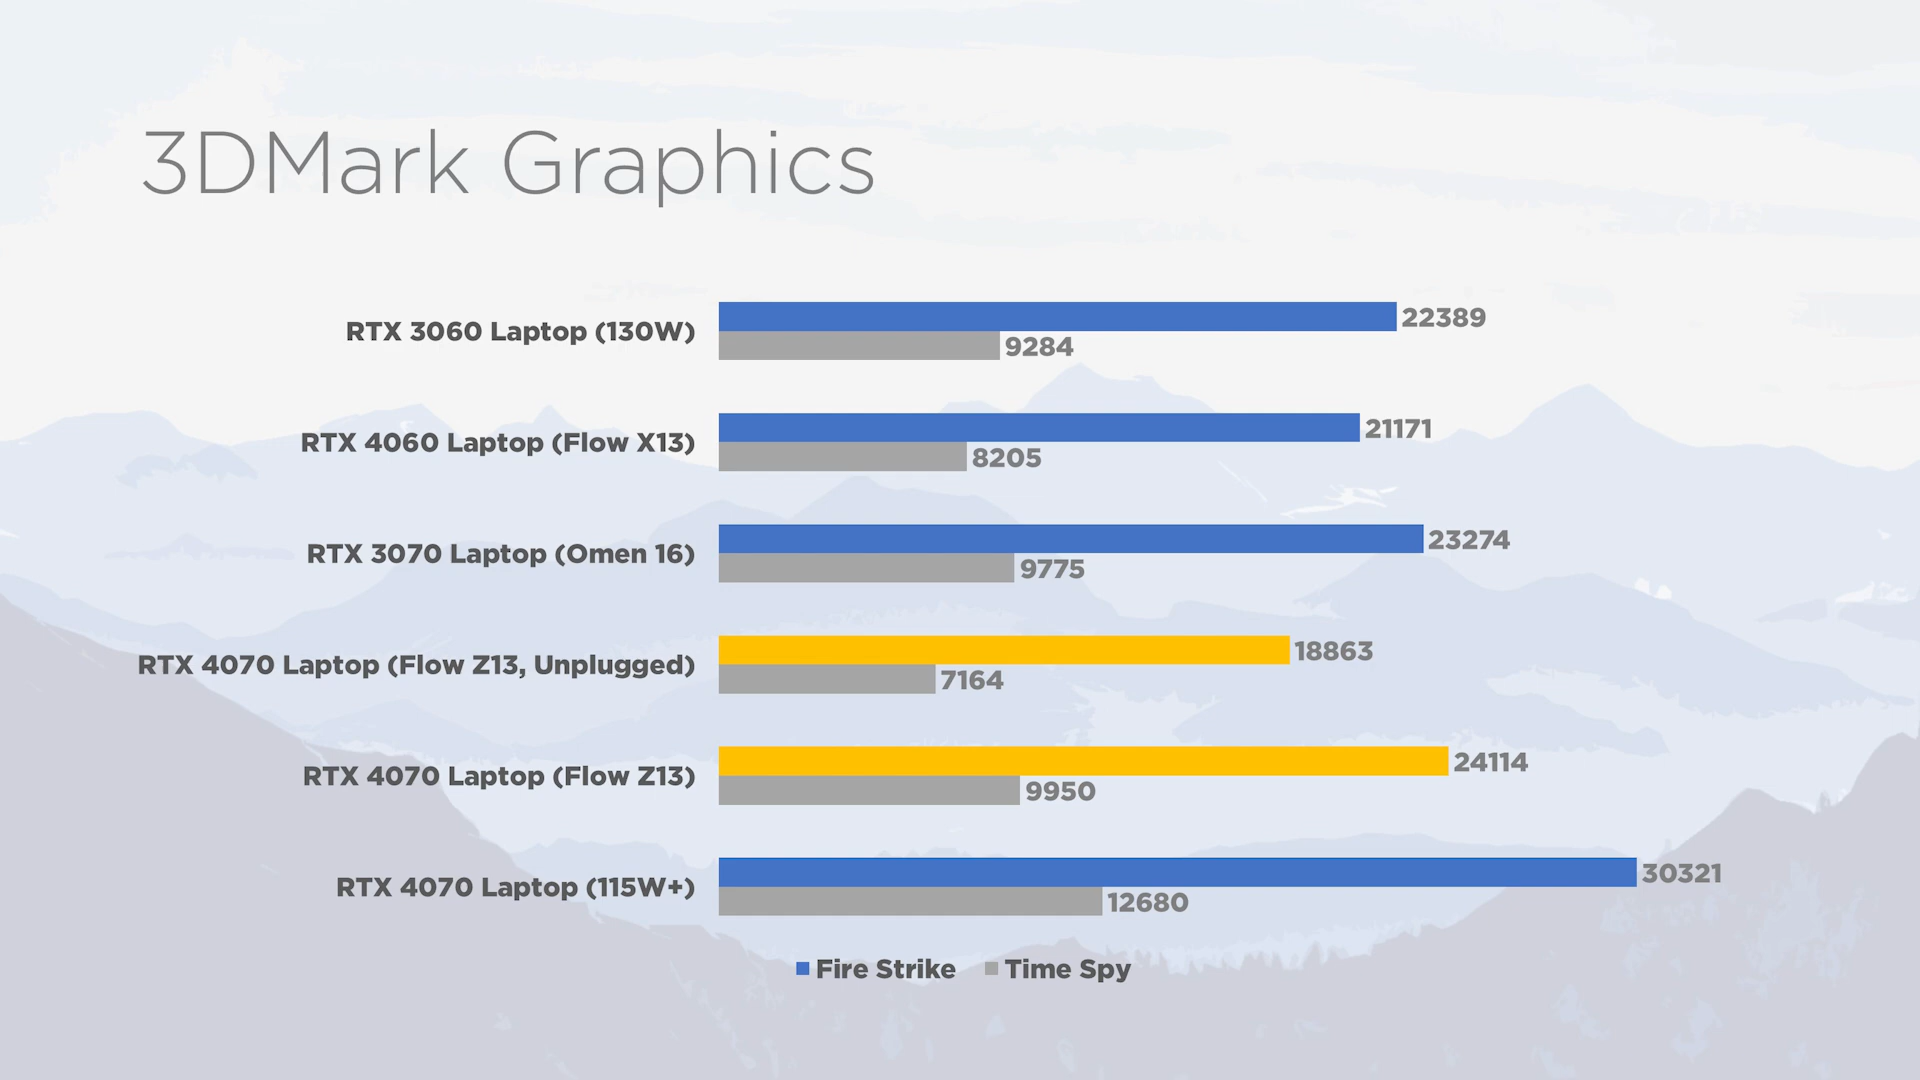 3DMark Graphics
RTX 3060 Laptop (130W)
22389
9284
RTX 4060 Laptop (Flow X13)
21171
8205
RTX 3070 Laptop (Omen 16)
23274
9775
RTX 4070 Laptop (Flow Z13, Unplugged)
18863
7164
RTX 4070 Laptop (Flow Z13)
24114
9950
RTX 4070 Laptop (115W+)
30321
12680
Fire Strike Time Spy